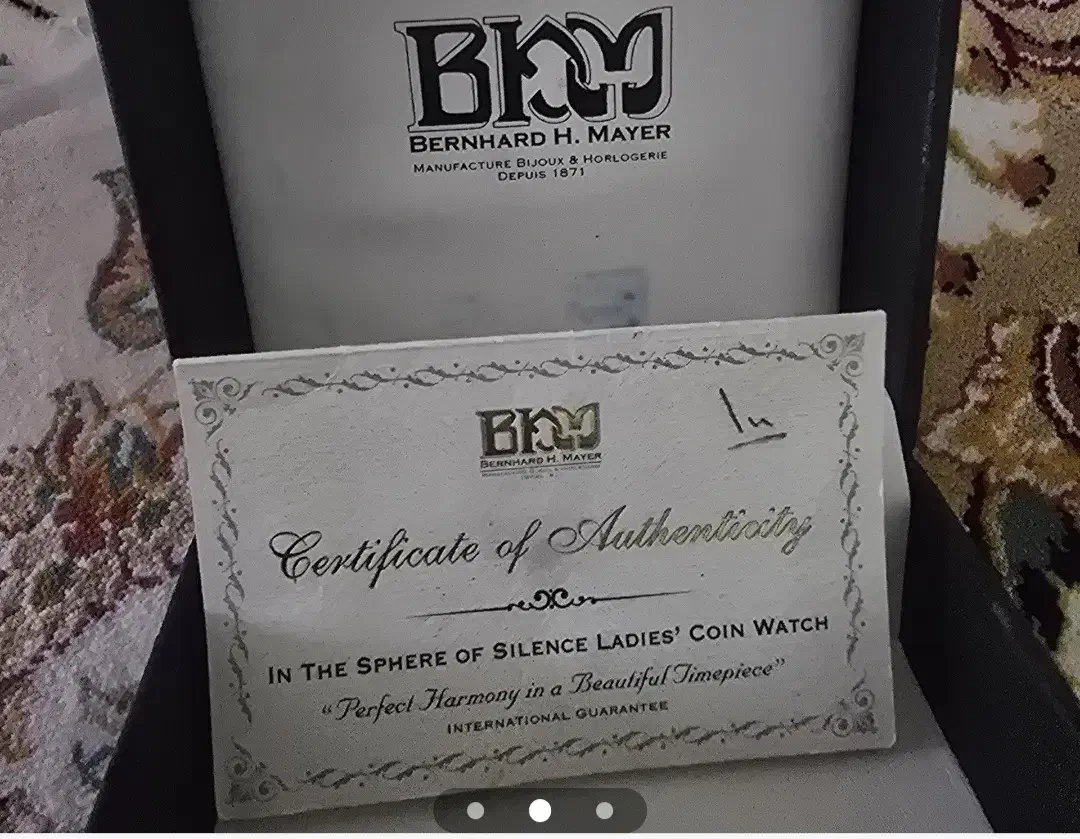 BHM
BERNHARD H. MAYER
MANUFACTURE BIJOUX & HORLOGERIE
DEPUIS 1871
BHM
BERNHARD H. MAYER
Certificate of Authenticity
IN THE SPHERE OF SILENCE LADIES' COIN WATCH
"Perfect Harmony in a Beautiful Timepiece"
INTERNATIONAL GUARANTEE